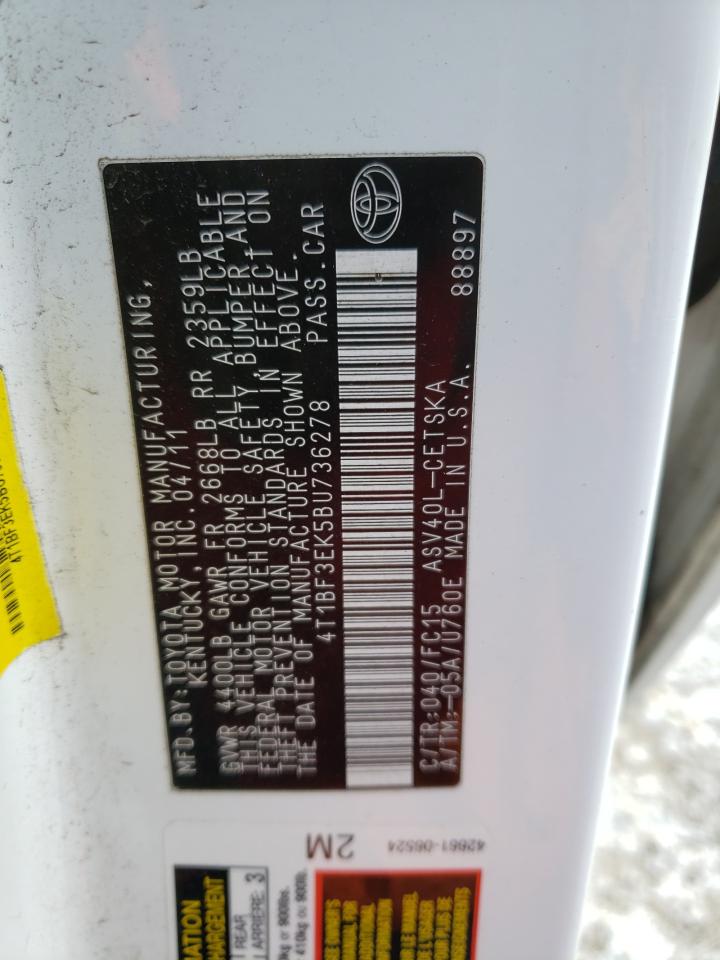 MFD.BY:TOYOTA MOTOR MANUFACTURING,
KENTUCKY, INC. 04/11
GVWR 4400LB GAWR FR 2668LB RR 2359LB
THIS VEHICLE CONFORMS TO ALL APPLICABLE
FEDERAL MOTOR VEHICLE SAFETY, BUMPER, AND
THEFT PREVENTION STANDARDS IN EFFECT ON
THE DATE OF MANUFACTURE SHOWN ABOVE.
4T1BF3EK5BU736278 PASS.CAR
C/TR:040/FC15 ASV40L-CETSKA
A/TM:-05A/U760E MADE IN U.S.A.
88897
2M
42661-06524
REAR
ARRIERE: 3